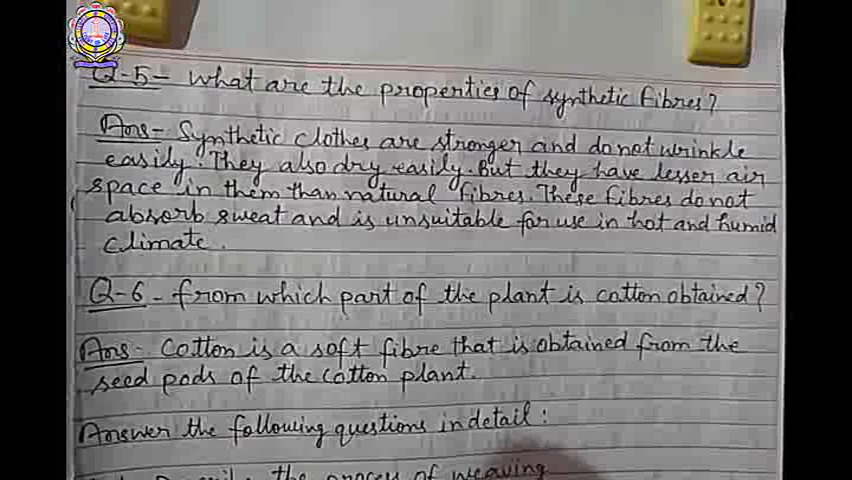 Q-5- What are the properties of synthetic fibres?
Ans- Synthetic clothes are stronger and do not wrinkle
easily. They also dry easily. But they have lesser air
space in them than natural fibres. These fibres do not
absorb sweat and is unsuitable for use in hot and humid
climate.
Q-6- from which part of the plant is cotton obtained?
Ans- Cotton is a soft fibre that is obtained from the
seed pods of the cotton plant.
Answer the following questions in detail:
the process of weaving